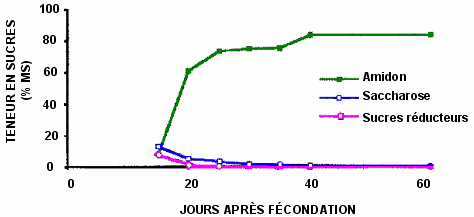 TENEUR EN SUCRES
(% MS)
100
80
60
40
20
0
0 20 40 60
Amidon
Saccharose
Sucres réducteurs
JOURS APRÈS FÉCONDATION